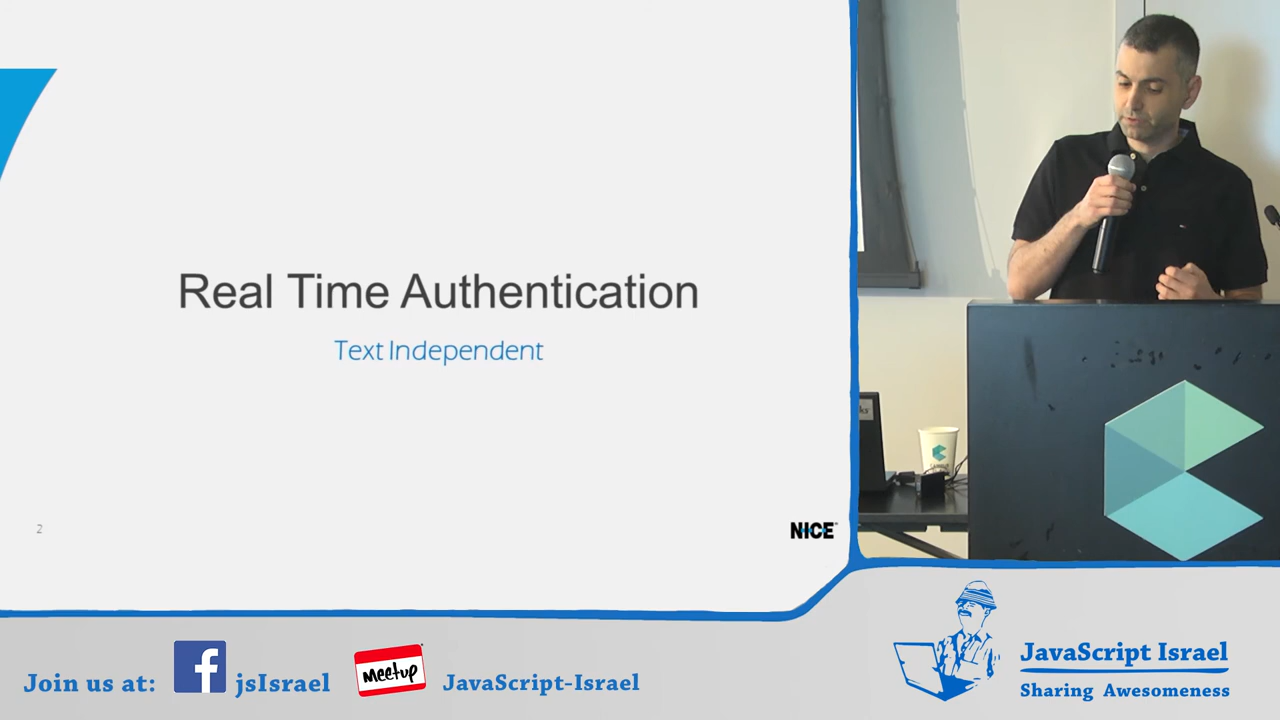 Real Time Authentication
Text Independent
2
NICE
Join us at:
jsIsrael
meetup
JavaScript-Israel
JavaScript Israel
Sharing Awesomeness